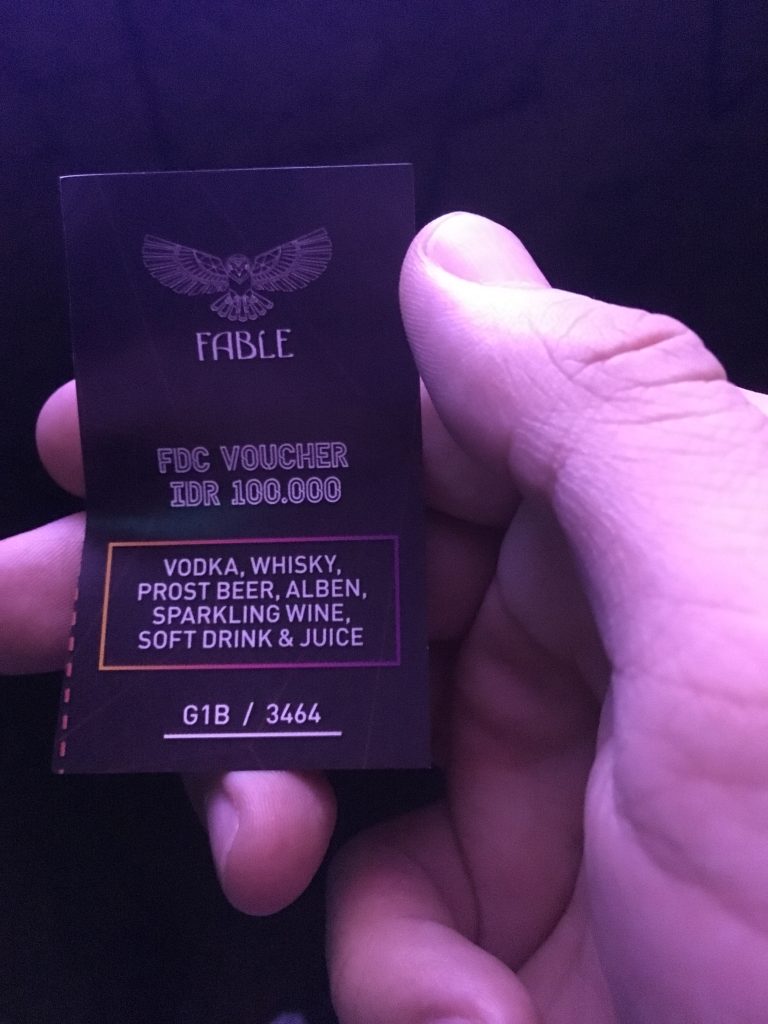 FABLE
FDC VOUCHER
IDR 100.000
VODKA, WHISKY,
PROST BEER, ALBEN,
SPARKLING WINE,
SOFT DRINK & JUICE
G1B / 3464